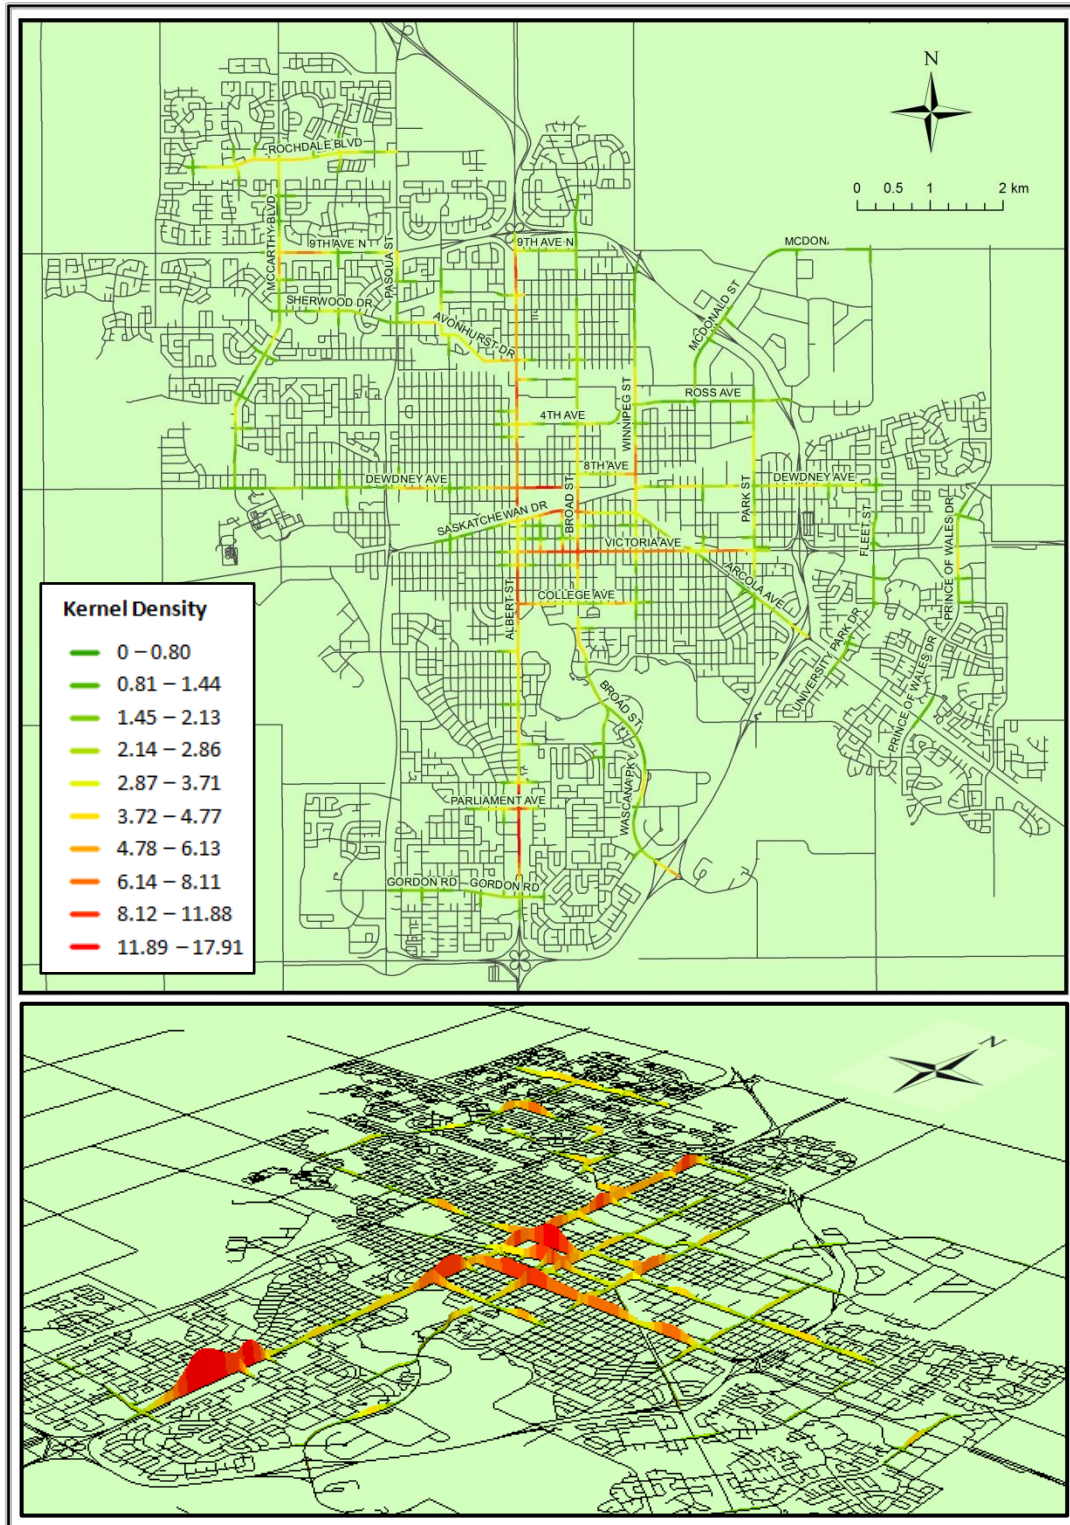 N
0 0.5 1 2 km
ROCHDALE BLVD
MCCARTHY BLVD
9TH AVE N
PASQUA ST
9TH AVE N
MCDON
SHERWOOD DR
AVONHURST DR
MCDONALD ST
WINNIPEG ST
ROSS AVE
4TH AVE
8TH AVE
DEWDNEY AVE
DEWDNEY AVE
BROAD ST
PARK ST
SASKATCHEWAN DR
VICTORIA AVE
FLEET ST
PRINCE OF WALES DR
ARCOLA AVE
ALBERT ST
COLLEGE AVE
UNIVERSITY PARK DR
PRINCE OF WALES DR
BROAD ST
WASCANA PKY
PARLIAMENT AVE
GORDON RD
GORDON RD
Kernel Density
0 – 0.80
0.81 – 1.44
1.45 – 2.13
2.14 – 2.86
2.87 – 3.71
3.72 – 4.77
4.78 – 6.13
6.14 – 8.11
8.12 – 11.88
11.89 – 17.91
N